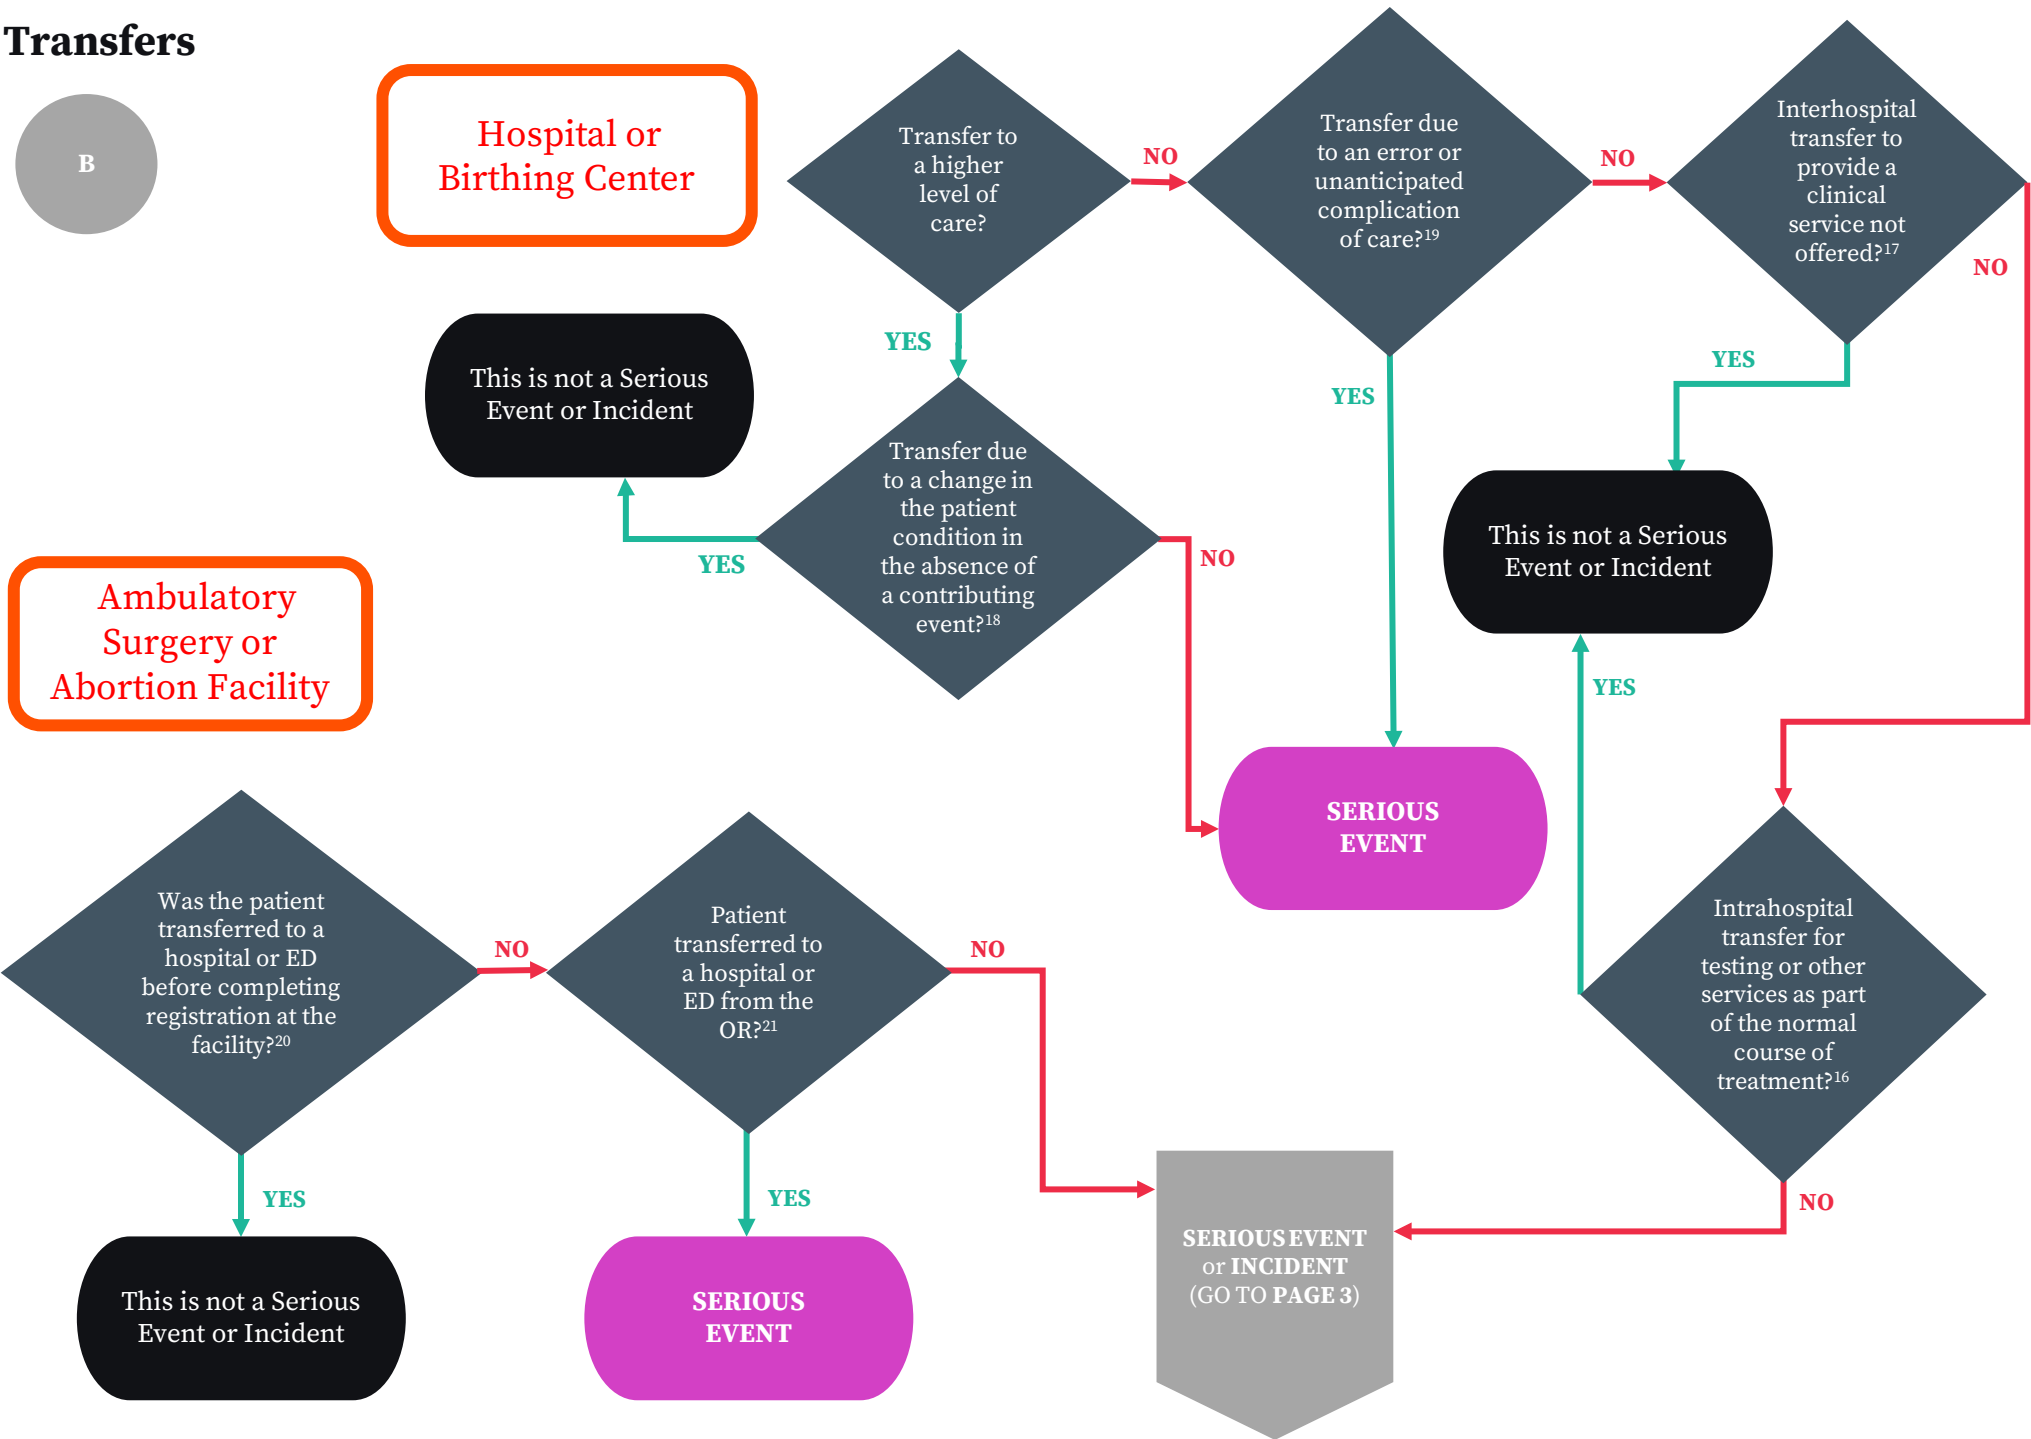 Transfers
B
Hospital or
Birthing Center
Transfer to
a higher
level of
care?
NO
Transfer due
to an error or
unanticipated
complication
of care?19
NO
Interhospital
transfer to
provide a
clinical
service not
offered?17
NO
YES
This is not a Serious
Event or Incident
YES
YES
Transfer due
to a change in
the patient
condition in
the absence of
a contributing
event?18
YES
NO
This is not a Serious
Event or Incident
YES
Ambulatory
Surgery or
Abortion Facility
SERIOUS
EVENT
Was the patient
transferred to a
hospital or ED
before completing
registration at the
facility?20
NO
Patient
transferred to
a hospital or
ED from the
OR?21
NO
Intrahospital
transfer for
testing or other
services as part
of the normal
course of
treatment?16
YES
YES
NO
This is not a Serious
Event or Incident
SERIOUS
EVENT
SERIOUS EVENT
or INCIDENT
(GO TO PAGE 3)